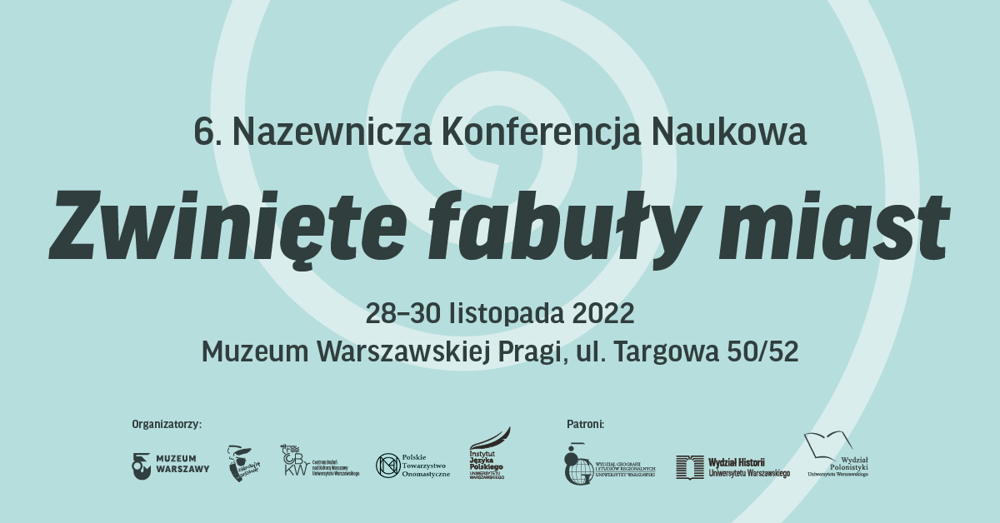 6. Nazewnicza Konferencja Naukowa
Zwinięte fabuły miast
28–30 listopada 2022
Muzeum Warszawskiej Pragi, ul. Targowa 50/52
Organizatorzy:
MUZEUM
WARSZAWY
CBKW
Centrum Badań
nad Kulturą Warszawy
Uniwersytetu Warszawskiego
Polskie
Towarzystwo
Onomastyczne
Instytut
Języka
Polskiego
UNIWERSYTETU
WARSZAWSKIEGO
Patroni:
WYDZIAŁ GEOGRAFII
I STUDIÓW REGIONALNYCH
UNIWERSYTET WARSZAWSKI
Wydział Historii
Uniwersytetu Warszawskiego
Wydział
Polonistyki
Uniwersytetu Warszawskiego